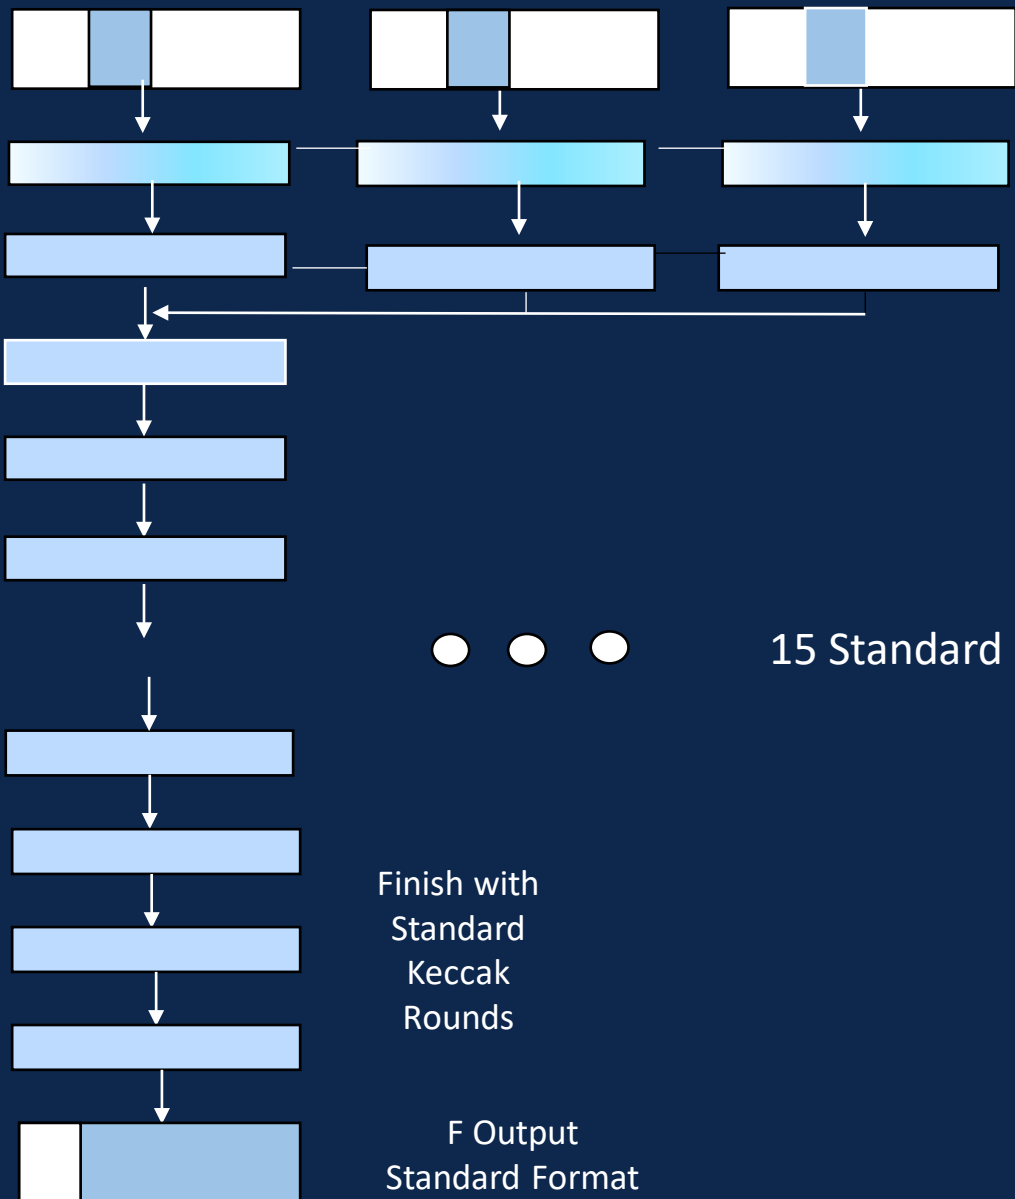 15 Standard
Finish with
Standard
Keccak
Rounds
F Output
Standard Format